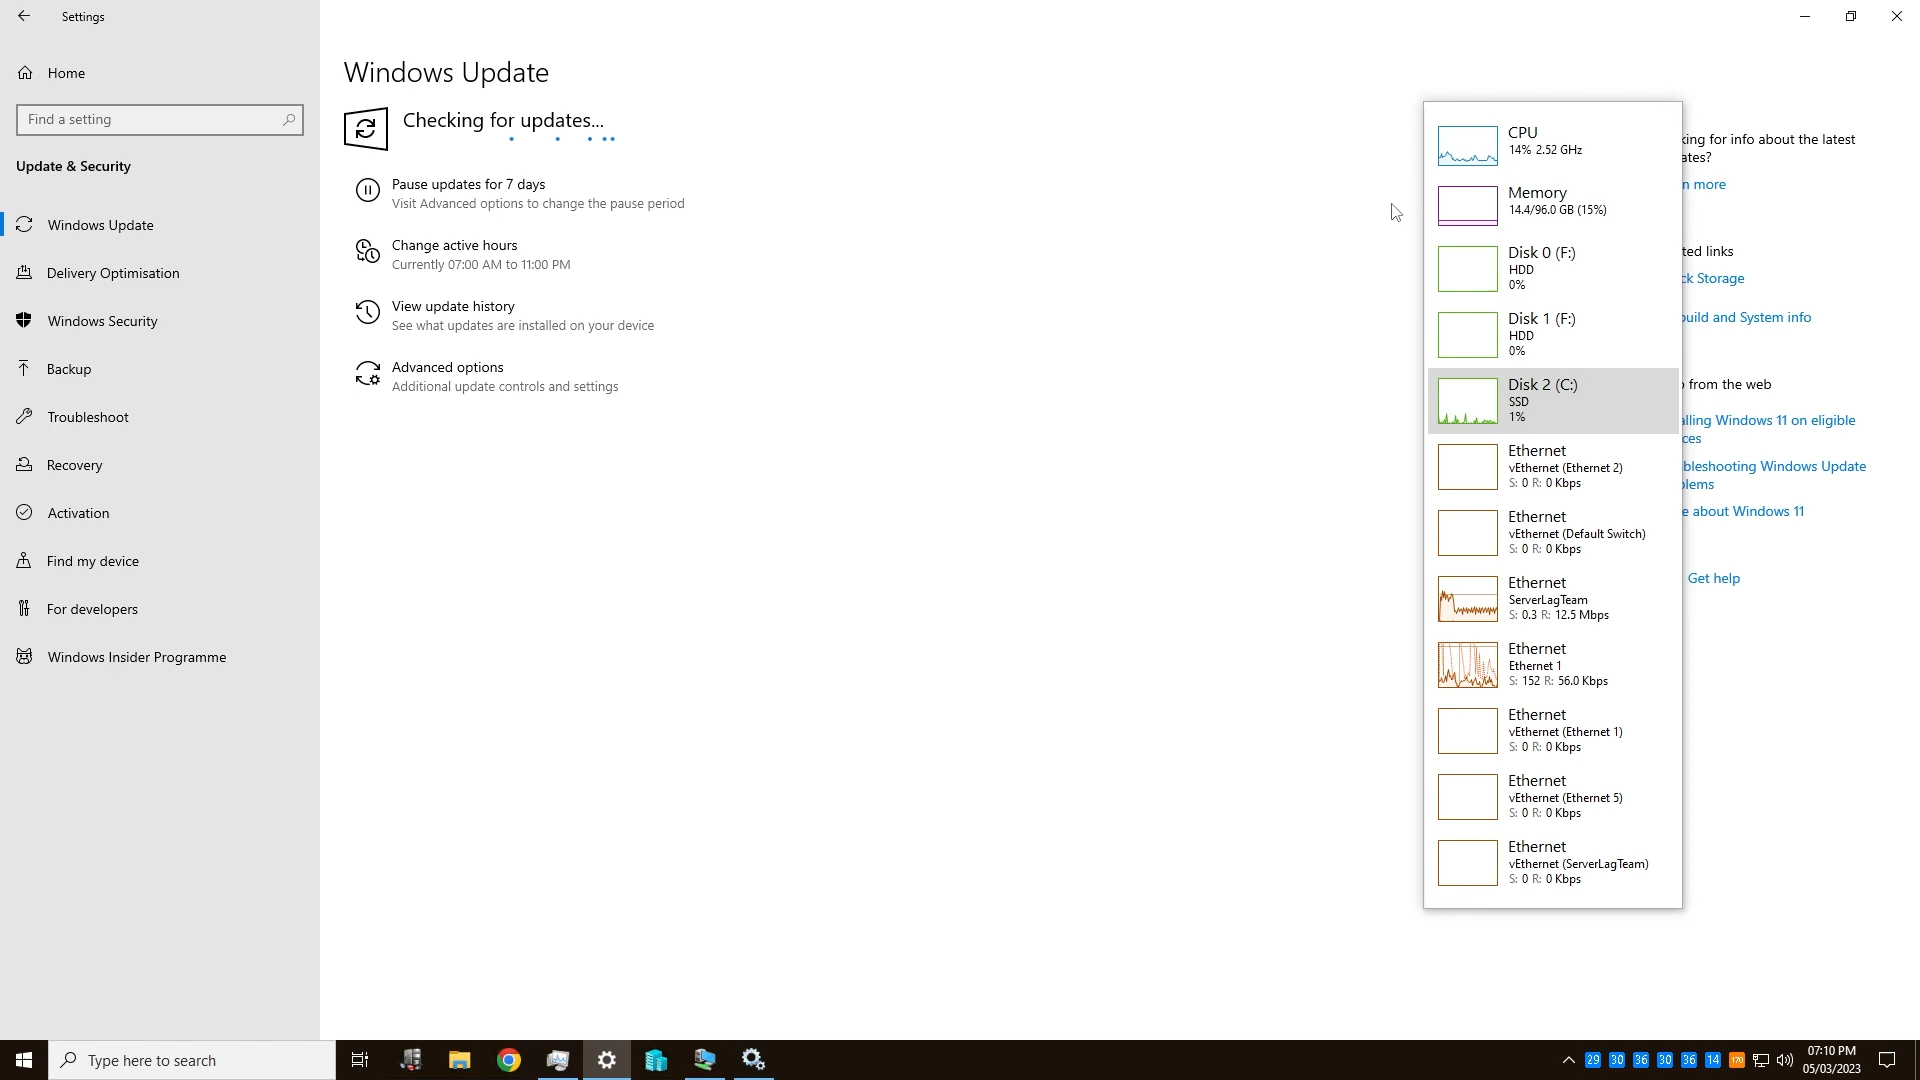 Settings
Home
Find a setting
Update & Security
Windows Update
Delivery Optimisation
Windows Security
Backup
Troubleshoot
Recovery
Activation
Find my device
For developers
Windows Insider Programme
Windows Update
Checking for updates...
Pause updates for 7 days
Visit Advanced options to change the pause period
Change active hours
Currently 07:00 AM to 11:00 PM
View update history
See what updates are installed on your device
Advanced options
Additional update controls and settings
CPU
14% 2.52 GHz
Memory
14.4/96.0 GB (15%)
Disk 0 (F:)
HDD
0%
Disk 1 (F:)
HDD
0%
Disk 2 (C:)
SSD
1%
Ethernet
vEthernet (Ethernet 2)
S: 0 R: 0 Kbps
Ethernet
vEthernet (Default Switch)
S: 0 R: 0 Kbps
Ethernet
ServerLagTeam
S: 0.3 R: 12.5 Mbps
Ethernet
Ethernet 1
S: 152 R: 56.0 Kbps
Ethernet
vEthernet (Ethernet 1)
S: 0 R: 0 Kbps
Ethernet
vEthernet (Ethernet 5)
S: 0 R: 0 Kbps
Ethernet
vEthernet (ServerLagTeam)
S: 0 R: 0 Kbps
king for info about the latest
ates?
n more
ted links
ck Storage
build and System info
from the web
alling Windows 11 on eligible
ces
bleshooting Windows Update
blems
e about Windows 11
Get help
Type here to search
29 30 36 30 36 14 170
07:10 PM
05/03/2023